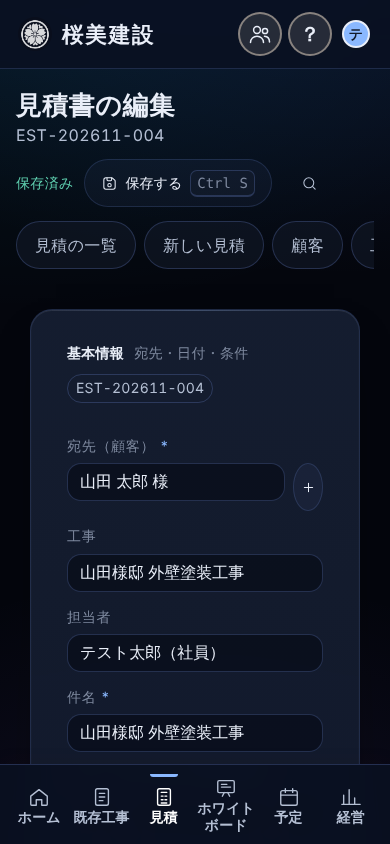 桜美建設
?
テ
見積書の編集
EST-202611-004
保存済み 保存する Ctrl S
見積の一覧 新しい見積 顧客
基本情報 宛先・日付・条件
EST-202611-004
宛先（顧客） *
山田 太郎 様
+
工事
山田様邸 外壁塗装工事
担当者
テスト太郎（社員）
件名 *
山田様邸 外壁塗装工事
ホーム 既存工事 見積 ホワイト
ボード 予定 経営